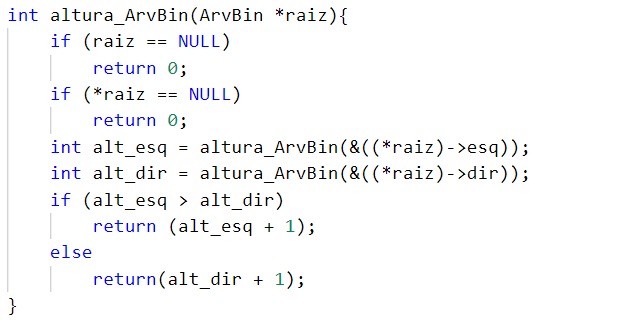 int altura_ArvBin(ArvBin *raiz){
    if (raiz == NULL)
        return 0;
    if (*raiz == NULL)
        return 0;
    int alt_esq = altura_ArvBin(&((*raiz)->esq));
    int alt_dir = altura_ArvBin(&((*raiz)->dir));
    if (alt_esq > alt_dir)
        return (alt_esq + 1);
    else
        return(alt_dir + 1);
}